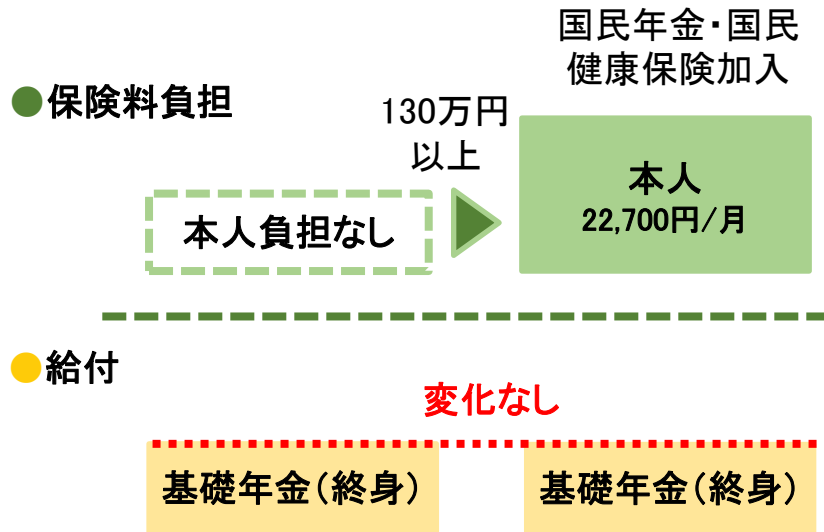 国民年金・国民
健康保険加入
●保険料負担
130万円
以上
本人負担なし
本人
22,700円/月
●給付
変化なし
基礎年金(終身)
基礎年金(終身)